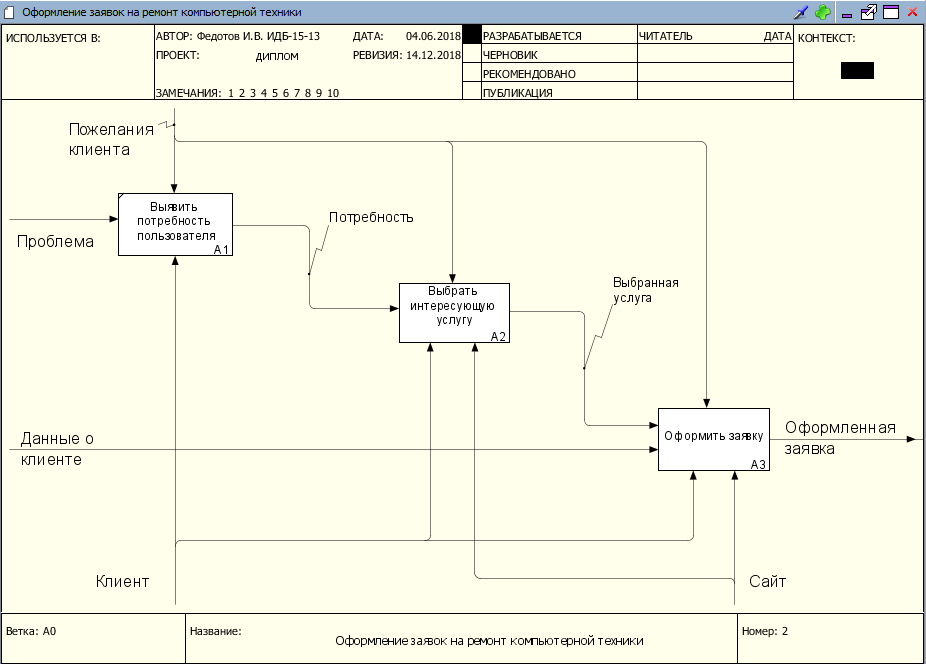 Оформление заявок на ремонт компьютерной техники
ИСПОЛЬЗУЕТСЯ В:
АВТОР: Федотов И.В. ИДБ-15-13
ДАТА: 04.06.2018
РАЗРАБАТЫВАЕТСЯ
ЧИТАТЕЛЬ
ДАТА
КОНТЕКСТ:
ПРОЕКТ: диплом
РЕВИЗИЯ: 14.12.2018
ЧЕРНОВИК
РЕКОМЕНДОВАНО
ЗАМЕЧАНИЯ: 1 2 3 4 5 6 7 8 9 10
ПУБЛИКАЦИЯ
Пожелания
клиента
Выявить
потребность
пользователя
A1
Проблема
Потребность
Выбрать
интересующую
услугу
A2
Выбранная
услуга
Данные о
клиенте
Оформить заявку
A3
Оформленная
заявка
Клиент
Сайт
Ветка: A0
Название:
Оформление заявок на ремонт компьютерной техники
Номер: 2